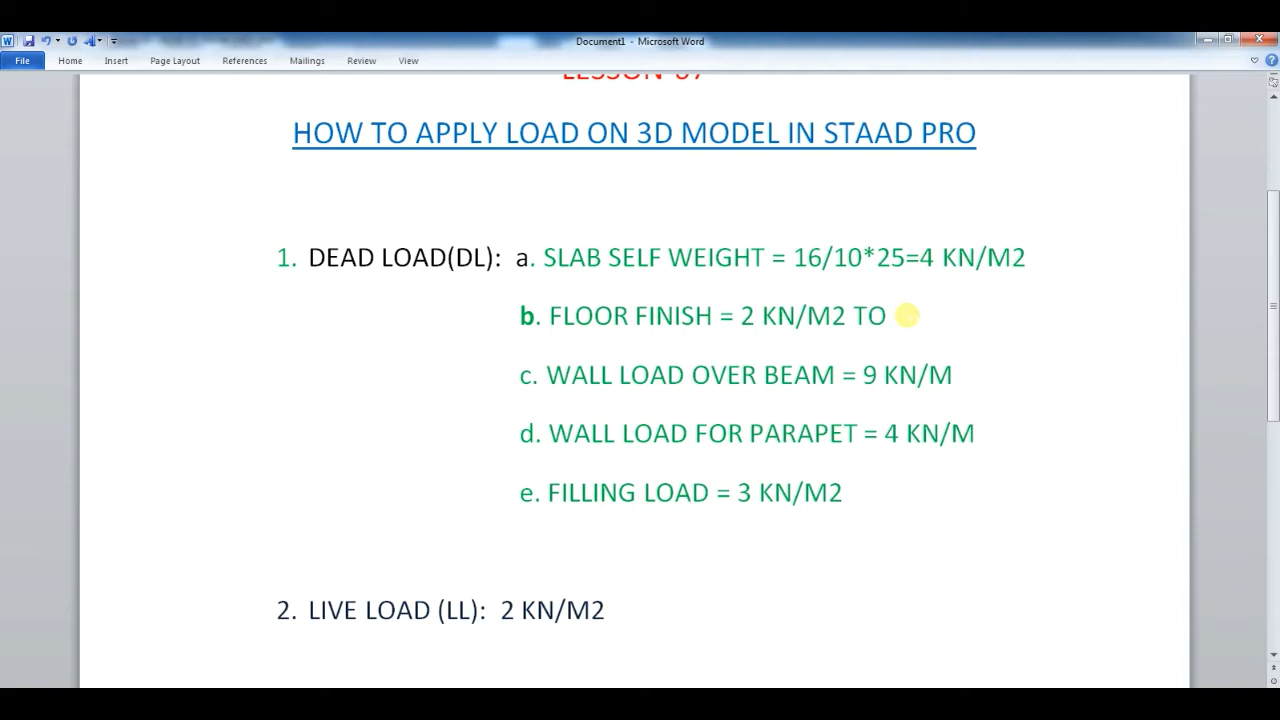 Document1 - Microsoft Word
File Home Insert Page Layout References Mailings Review View
LESSON-07
HOW TO APPLY LOAD ON 3D MODEL IN STAAD PRO
1. DEAD LOAD(DL): a. SLAB SELF WEIGHT = 16/10*25=4 KN/M2
b. FLOOR FINISH = 2 KN/M2 TO
c. WALL LOAD OVER BEAM = 9 KN/M
d. WALL LOAD FOR PARAPET = 4 KN/M
e. FILLING LOAD = 3 KN/M2
2. LIVE LOAD (LL): 2 KN/M2